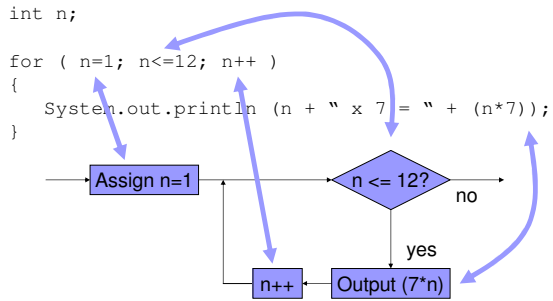 int n;
for ( n=1; n<=12; n++ )
{
System.out.println (n + “ x 7 = “ + (n*7));
}
Assign n=1
n <= 12?
no
yes
n++
Output (7*n)